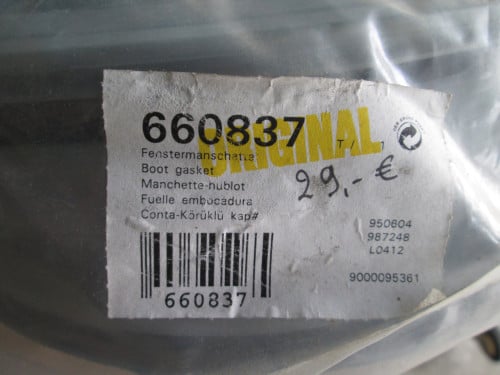 660837
ORIGINAL
Fenstermanschette
Boot gasket
Manchette-hublot
Fuelle embocadura
Conta-Körüklü kap#
29,- €
950604
987248
L0412
9000095361
660837